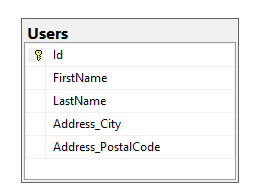 Users
Id
FirstName
LastName
Address_City
Address_PostalCode